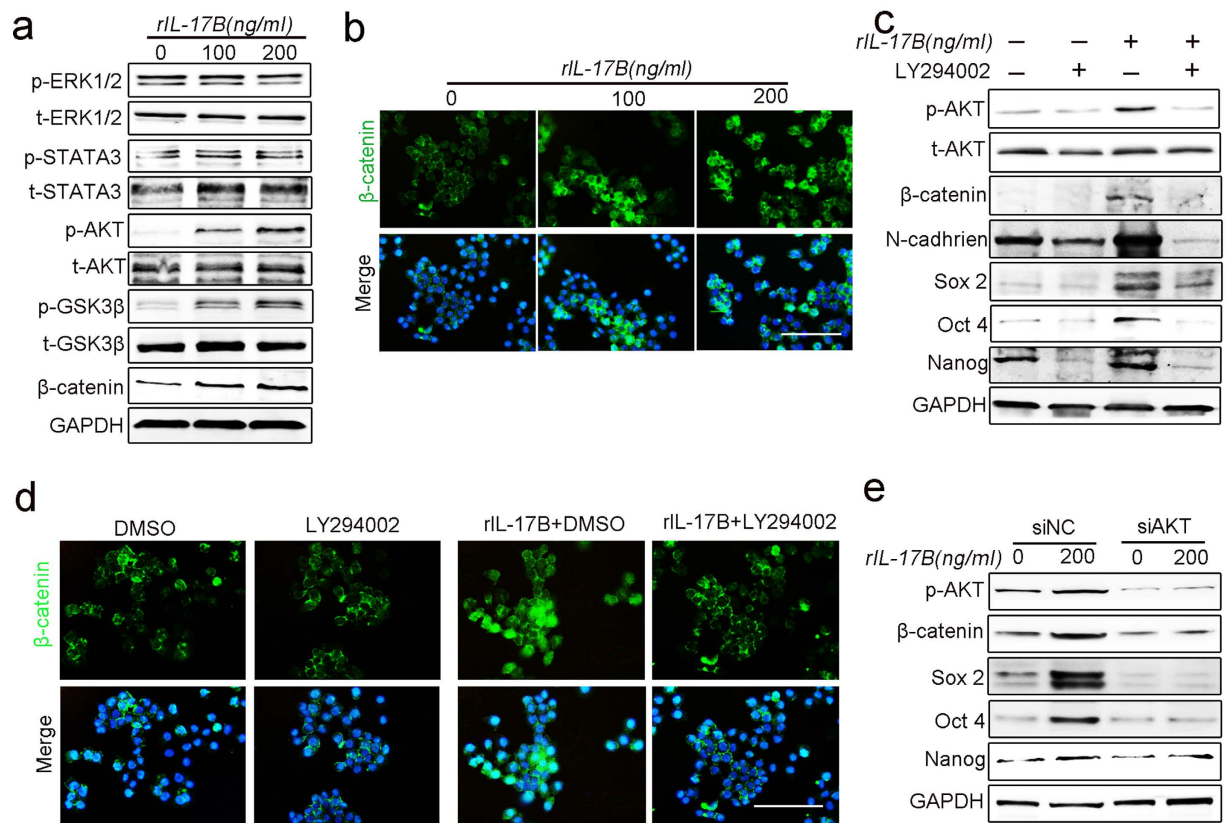 a
rIL-17B(ng/ml)
0 100 200
p-ERK1/2
t-ERK1/2
p-STATA3
t-STATA3
p-AKT
t-AKT
p-GSK3β
t-GSK3β
β-catenin
GAPDH
b
rIL-17B(ng/ml)
0 100 200
β-catenin
Merge
c
rIL-17B(ng/ml) – – + +
LY294002 – + – +
p-AKT
t-AKT
β-catenin
N-cadhrien
Sox 2
Oct 4
Nanog
GAPDH
d
DMSO LY294002 rIL-17B+DMSO rIL-17B+LY294002
β-catenin
Merge
e
siNC siAKT
rIL-17B(ng/ml) 0 200 0 200
p-AKT
β-catenin
Sox 2
Oct 4
Nanog
GAPDH